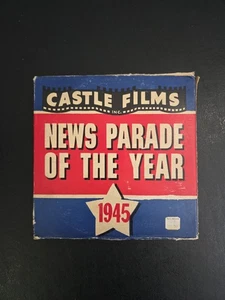 CASTLE FILMS
INC.
NEWS PARADE
OF THE YEAR
1945